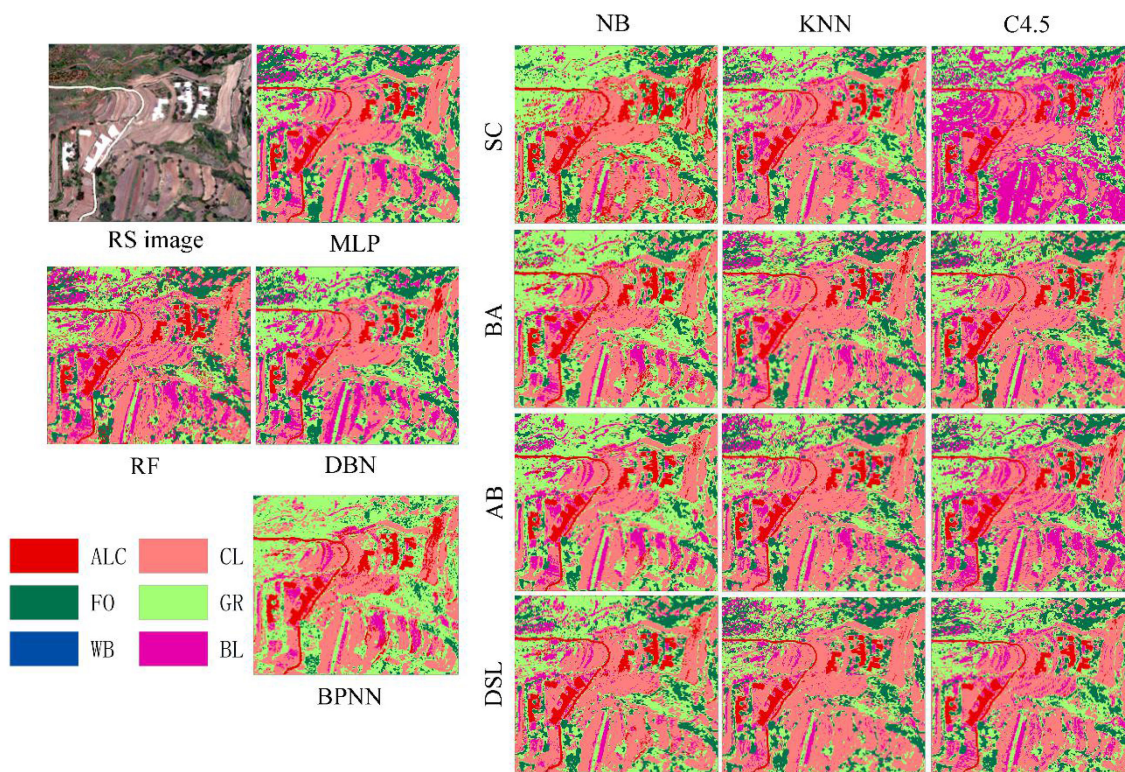 NB KNN C4.5
SC
RS image MLP
BA
RF DBN
AB
ALC CL
FO GR
WB BL
BPNN
DSL